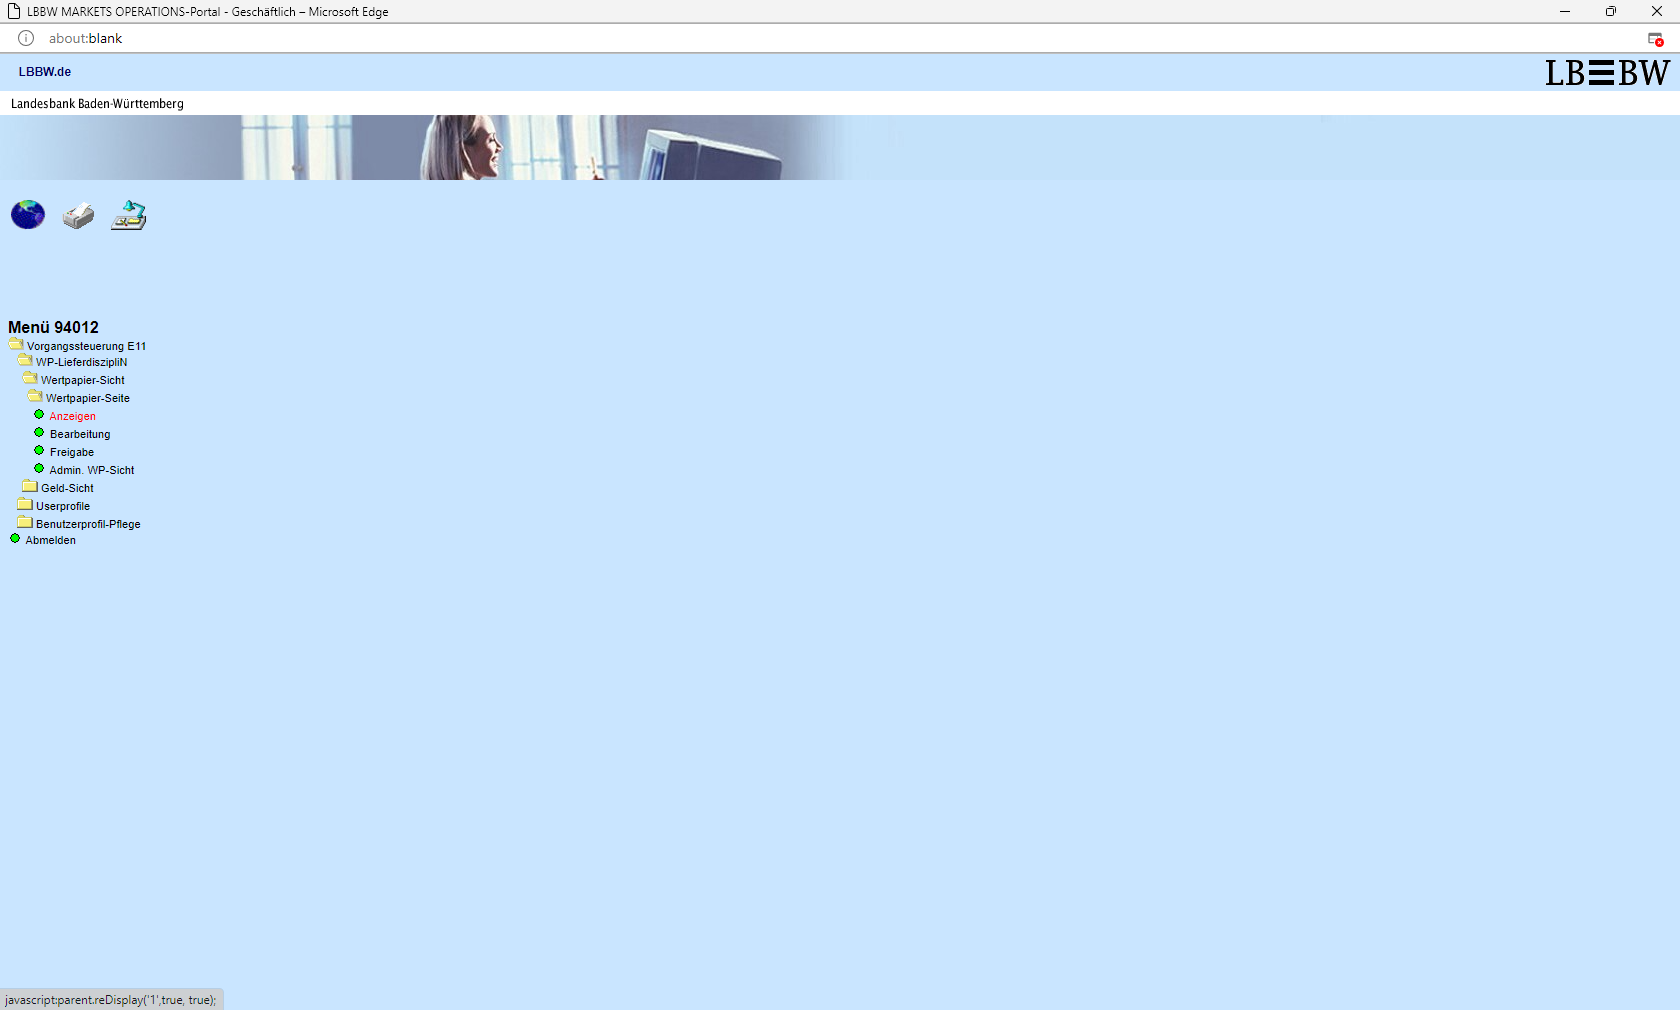 LBBW MARKETS OPERATIONS-Portal - Geschäftlich – Microsoft Edge
about:blank
LBBW.de
LB≡BW
Landesbank Baden-Württemberg
Menü 94012
Vorgangssteuerung E11
WP-LieferdisziipliN
Wertpapier-Sicht
Wertpapier-Seite
Anzeigen
Bearbeitung
Freigabe
Admin. WP-Sicht
Geld-Sicht
Userprofile
Benutzerprofil-Pflege
Abmelden
javascript:parent.reDisplay('1',true, true);